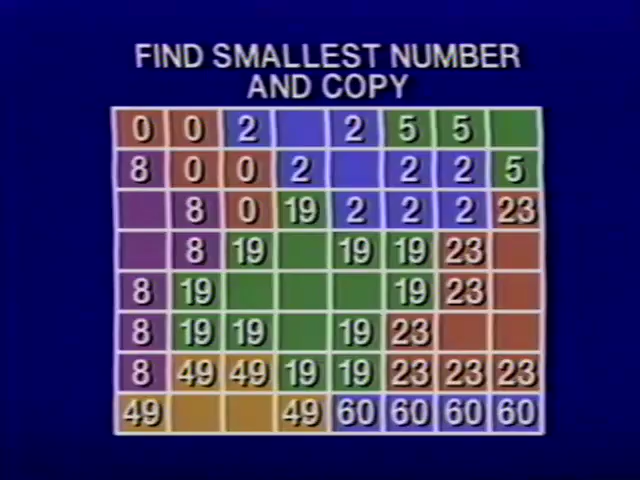 FIND SMALLEST NUMBER
AND COPY
0 0 2 2 5 5
8 0 0 2 2 2 5
8 0 19 2 2 2 23
8 19 19 19 23
8 19 19 23
8 19 19 19 23
8 49 49 19 19 23 23 23
49 49 60 60 60 60